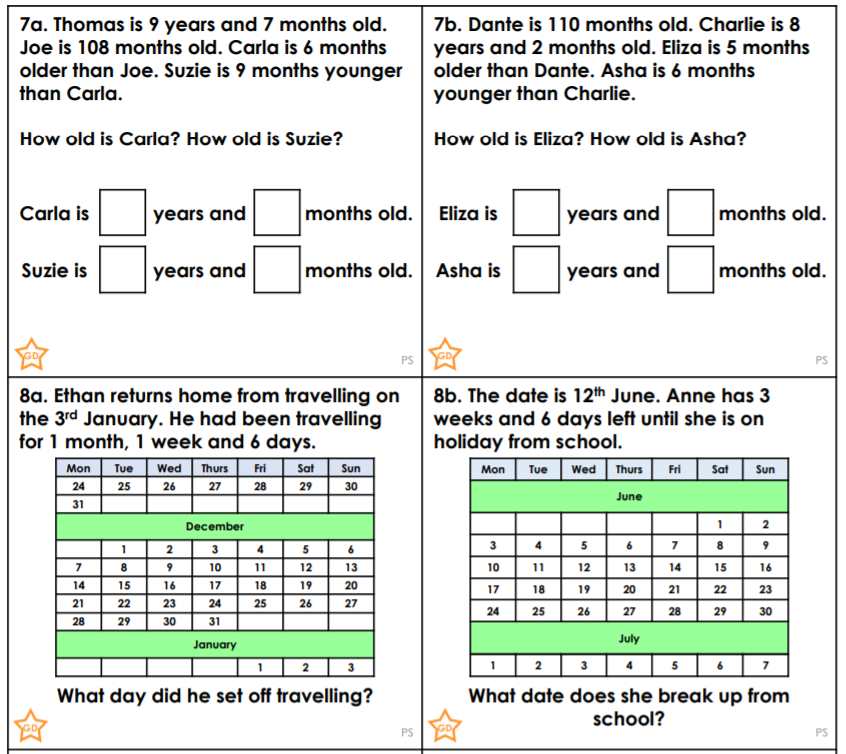 7a. Thomas is 9 years and 7 months old.
Joe is 108 months old. Carla is 6 months
older than Joe. Suzie is 9 months younger
than Carla.
How old is Carla? How old is Suzie?
Carla is years and months old.
Suzie is years and months old.
GD
PS
7b. Dante is 110 months old. Charlie is 8
years and 2 months old. Eliza is 5 months
older than Dante. Asha is 6 months
younger than Charlie.
How old is Eliza? How old is Asha?
Eliza is years and months old.
Asha is years and months old.
GD
PS
8a. Ethan returns home from travelling on
the 3rd January. He had been travelling
for 1 month, 1 week and 6 days.
Mon Tue Wed Thurs Fri Sat Sun
24 25 26 27 28 29 30
31
December
1 2 3 4 5 6
7 8 9 10 11 12 13
14 15 16 17 18 19 20
21 22 23 24 25 26 27
28 29 30 31
January
1 2 3
What day did he set off travelling?
GD
PS
8b. The date is 12th June. Anne has 3
weeks and 6 days left until she is on
holiday from school.
Mon Tue Wed Thurs Fri Sat Sun
June
1 2
3 4 5 6 7 8 9
10 11 12 13 14 15 16
17 18 19 20 21 22 23
24 25 26 27 28 29 30
July
1 2 3 4 5 6 7
What date does she break up from
school?
GD
PS